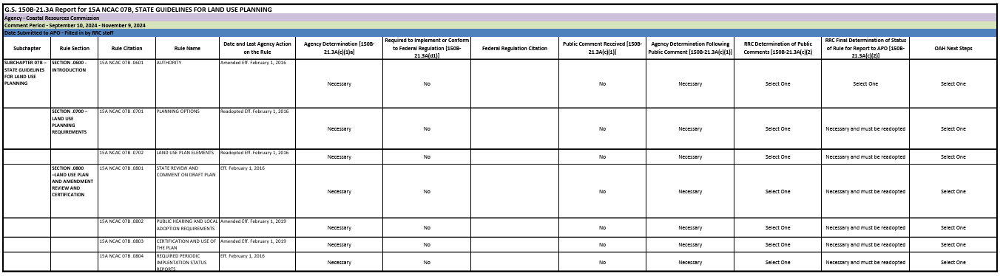 G.S. 150B-21.3A Report for 15A NCAC 07B, STATE GUIDELINES FOR LAND USE PLANNING
Agency - Coastal Resources Commission
Comment Period - September 10, 2024 - November 9, 2024
Date Submitted to APO - Filled in by RRC staff
Subchapter
Rule Section
Rule Citation
Rule Name
Date and Last Agency Action
on the Rule
Agency Determination [150B-
21.3A(c)(1)a]
Required to Implement or Conform
to Federal Regulation [150B-
21.3A(d1)]
Federal Regulation Citation
Public Comment Received [150B-
21.3A(c)(1)]
Agency Determination Following
Public Comment [150B-21.3A(c)(1)]
RRC Determination of Public
Comments [150B-21.3A(c)(2)
RRC Final Determination of Status
of Rule for Report to APO [150B-
21.3A(c)(2)]
OAH Next Steps
SUBCHAPTER 07B –
STATE GUIDELINES
FOR LAND USE
PLANNING
SECTION .0600 -
INTRODUCTION
15A NCAC 07B .0601
AUTHORITY
Amended Eff. February 1, 2016
Necessary
No
No
Necessary
Select One
Select One
Select One
SECTION .0700 –
LAND USE
PLANNING
REQUIREMENTS
15A NCAC 07B .0701
PLANNING OPTIONS
Readopted Eff. February 1, 2016
Necessary
No
No
Necessary
Select One
Necessary and must be readopted
Select One
15A NCAC 07B .0702
LAND USE PLAN ELEMENTS
Readopted Eff. February 1, 2016
Necessary
No
No
Necessary
Select One
Necessary and must be readopted
Select One
SECTION .0800
–LAND USE PLAN
AND AMENDMENT
REVIEW AND
CERTIFICATION
15A NCAC 07B .0801
STATE REVIEW AND
COMMENT ON DRAFT PLAN
Eff. February 1, 2016
Necessary
No
No
Necessary
Select One
Necessary and must be readopted
Select One
15A NCAC 07B .0802
PUBLIC HEARING AND LOCAL
ADOPTION REQUIREMENTS
Amended Eff. February 1, 2019
Necessary
No
No
Necessary
Select One
Necessary and must be readopted
Select One
15A NCAC 07B .0803
CERTIFICATION AND USE OF
THE PLAN
Amended Eff. February 1, 2019
Necessary
No
No
Necessary
Select One
Necessary and must be readopted
Select One
15A NCAC 07B .0804
REQUIRED PERIODIC
IMPLENTATION STATUS
REPORTS
Eff. February 1, 2016
Necessary
No
No
Necessary
Select One
Necessary and must be readopted
Select One